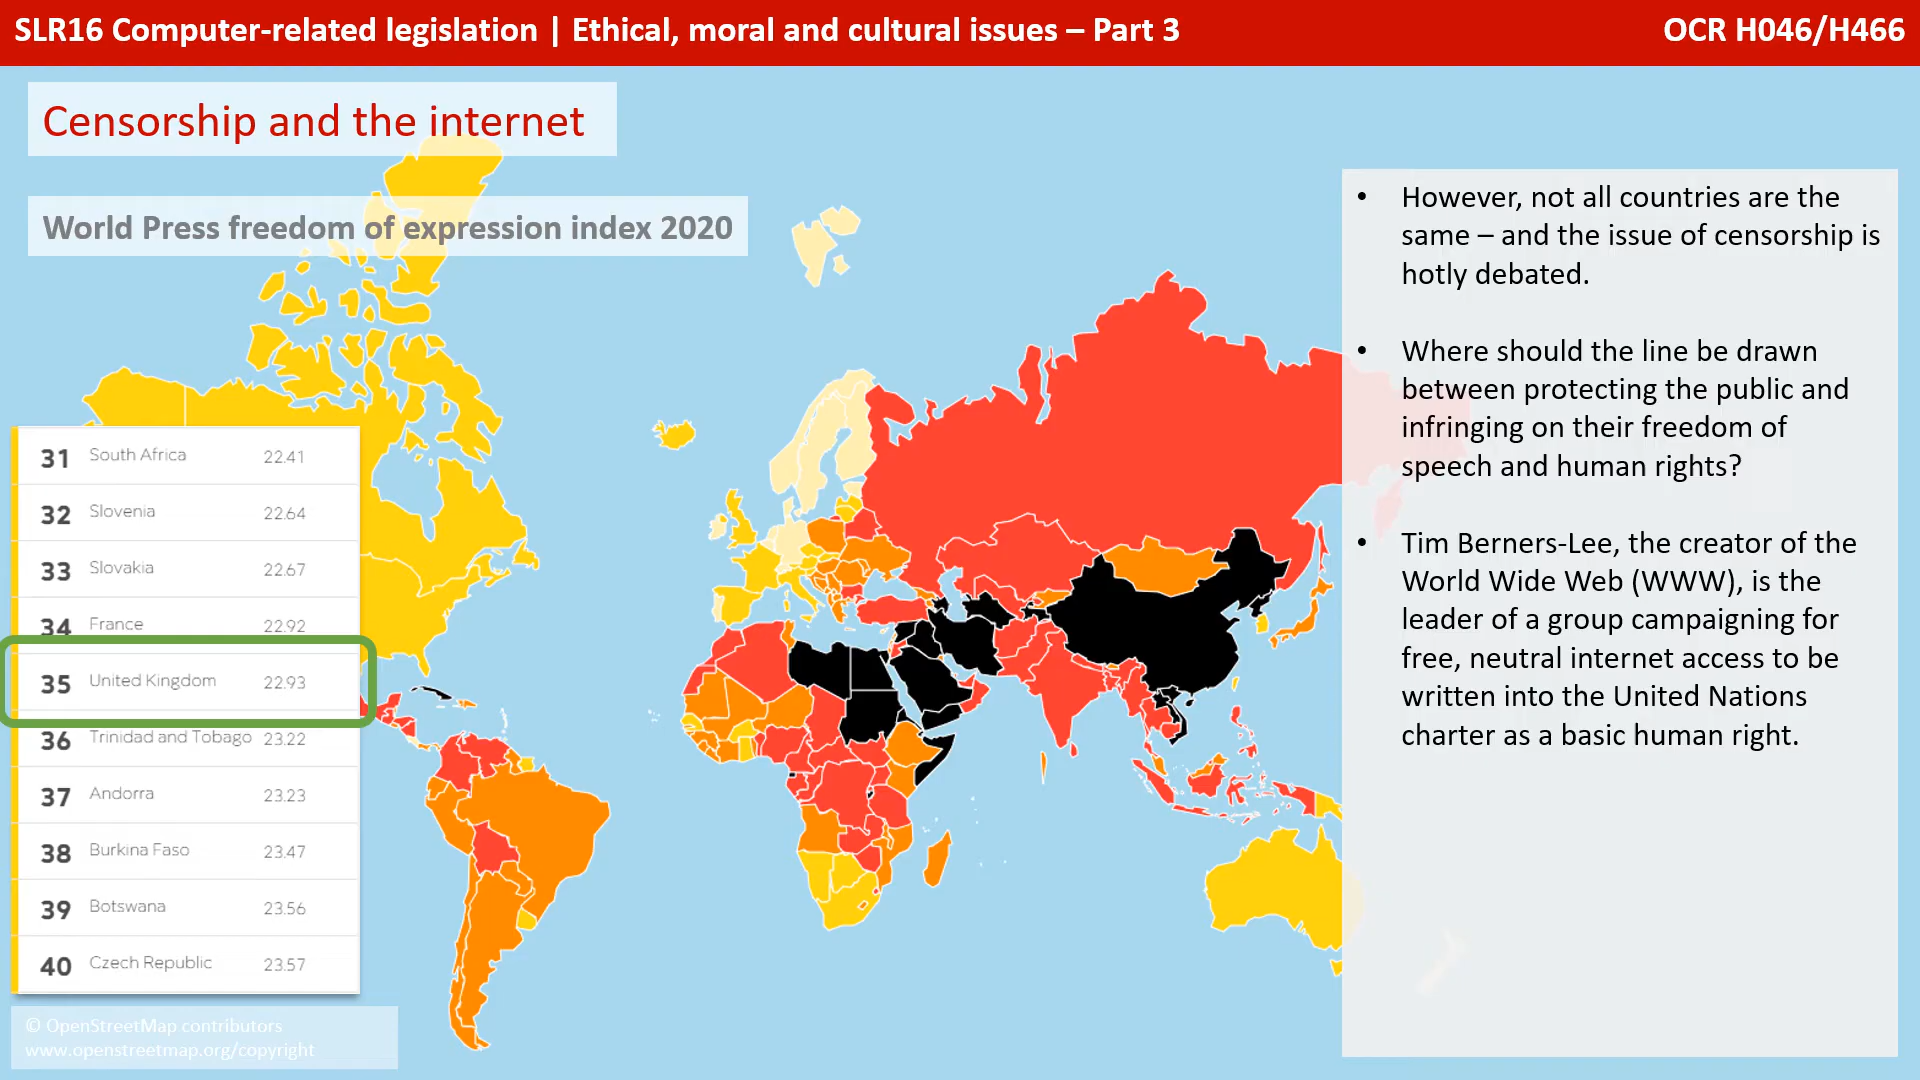 SLR16 Computer-related legislation | Ethical, moral and cultural issues – Part 3
OCR H046/H466
Censorship and the internet
World Press freedom of expression index 2020
31 South Africa 22.41
32 Slovenia 22.64
33 Slovakia 22.67
34 France 22.92
35 United Kingdom 22.93
36 Trinidad and Tobago 23.22
37 Andorra 23.23
38 Burkina Faso 23.47
39 Botswana 23.56
40 Czech Republic 23.57
© OpenStreetMap contributors
www.openstreetmap.org/copyright
• However, not all countries are the
same – and the issue of censorship is
hotly debated.
• Where should the line be drawn
between protecting the public and
infringing on their freedom of
speech and human rights?
• Tim Berners-Lee, the creator of the
World Wide Web (WWW), is the
leader of a group campaigning for
free, neutral internet access to be
written into the United Nations
charter as a basic human right.